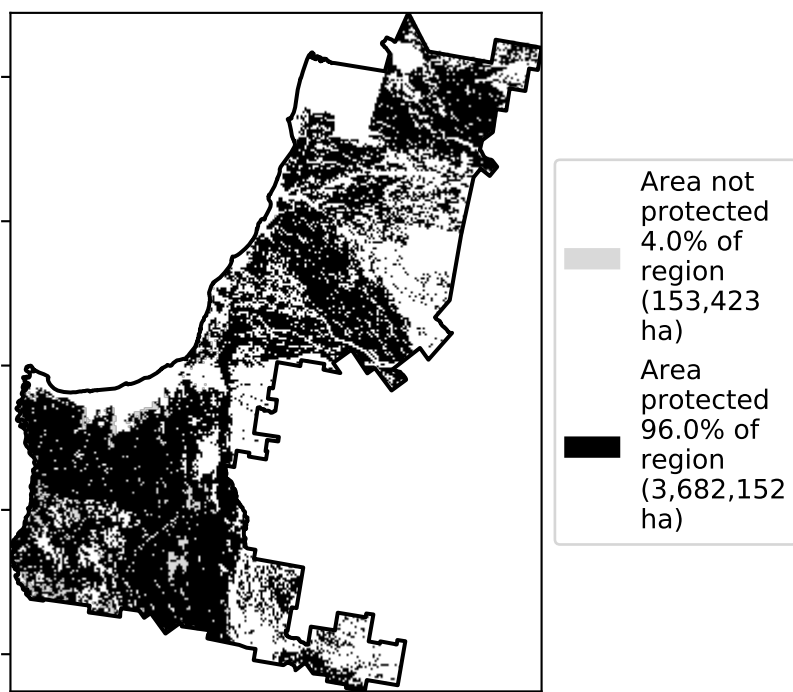 Area not
protected
4.0% of
region
(153,423
ha)
Area
protected
96.0% of
region
(3,682,152
ha)